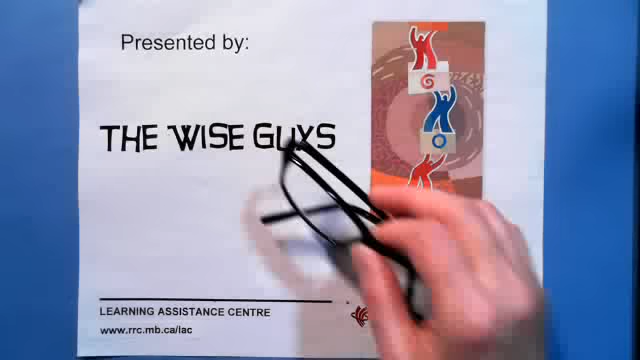 Presented by:
THE WISE GUYS
LEARNING ASSISTANCE CENTRE
www.rrc.mb.ca/lac